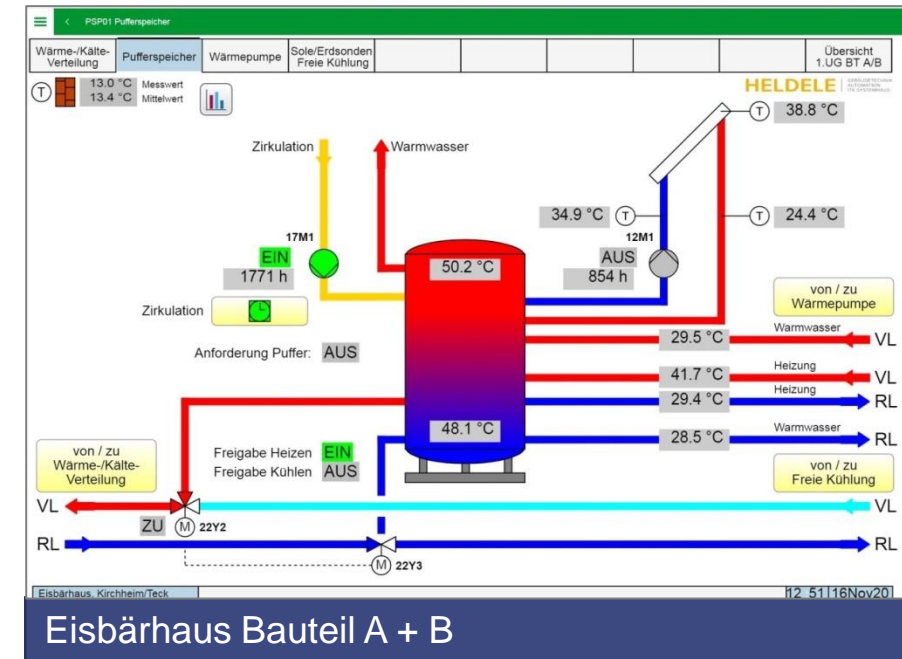 PSP01 Pufferspeicher
Wärme-/Kälte-
Verteilung
Pufferspeicher
Wärmepumpe
Sole/Erdsonden
Freie Kühlung
Übersicht
1.UG BT A/B
T
13.0 °C Messwert
13.4 °C Mittelwert
HELDELE
T 38.8 °C
Zirkulation
Warmwasser
34.9 °C T
T 24.4 °C
17M1
12M1
EIN
1771 h
50.2 °C
AUS
854 h
von / zu
Wärmepumpe
Zirkulation
Warmwasser
29.5 °C
VL
Anforderung Puffer: AUS
Heizung
41.7 °C
VL
Heizung
29.4 °C
RL
48.1 °C
Warmwasser
28.5 °C
RL
von / zu
Wärme-/Kälte-
Verteilung
Freigabe Heizen EIN
Freigabe Kühlen AUS
von / zu
Freie Kühlung
VL
VL
ZU M 22Y2
RL
RL
M 22Y3
Eisbärhaus, Kirchheim/Teck
12 51 16Nov20
Eisbärhaus Bauteil A + B